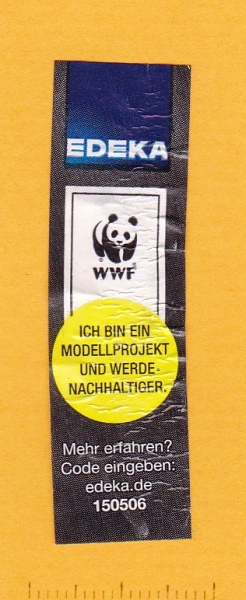 EDEKA
WWF
ICH BIN EIN
MODELLPROJEKT
UND WERDE
NACHHALTIGER.
Mehr erfahren?
Code eingeben:
edeka.de
150506